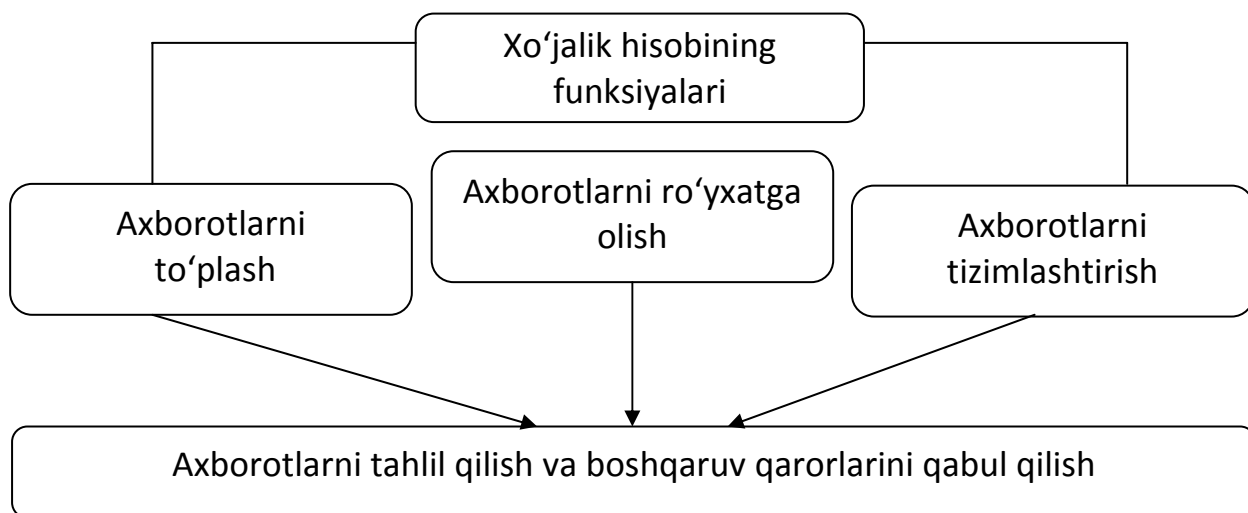 Xo‘jalik hisobining
funksiyalari
Axborotlarni
to‘plash
Axborotlarni ro‘yxatga
olish
Axborotlarni
tizimlashtirish
Axborotlarni tahlil qilish va boshqaruv qarorlarini qabul qilish